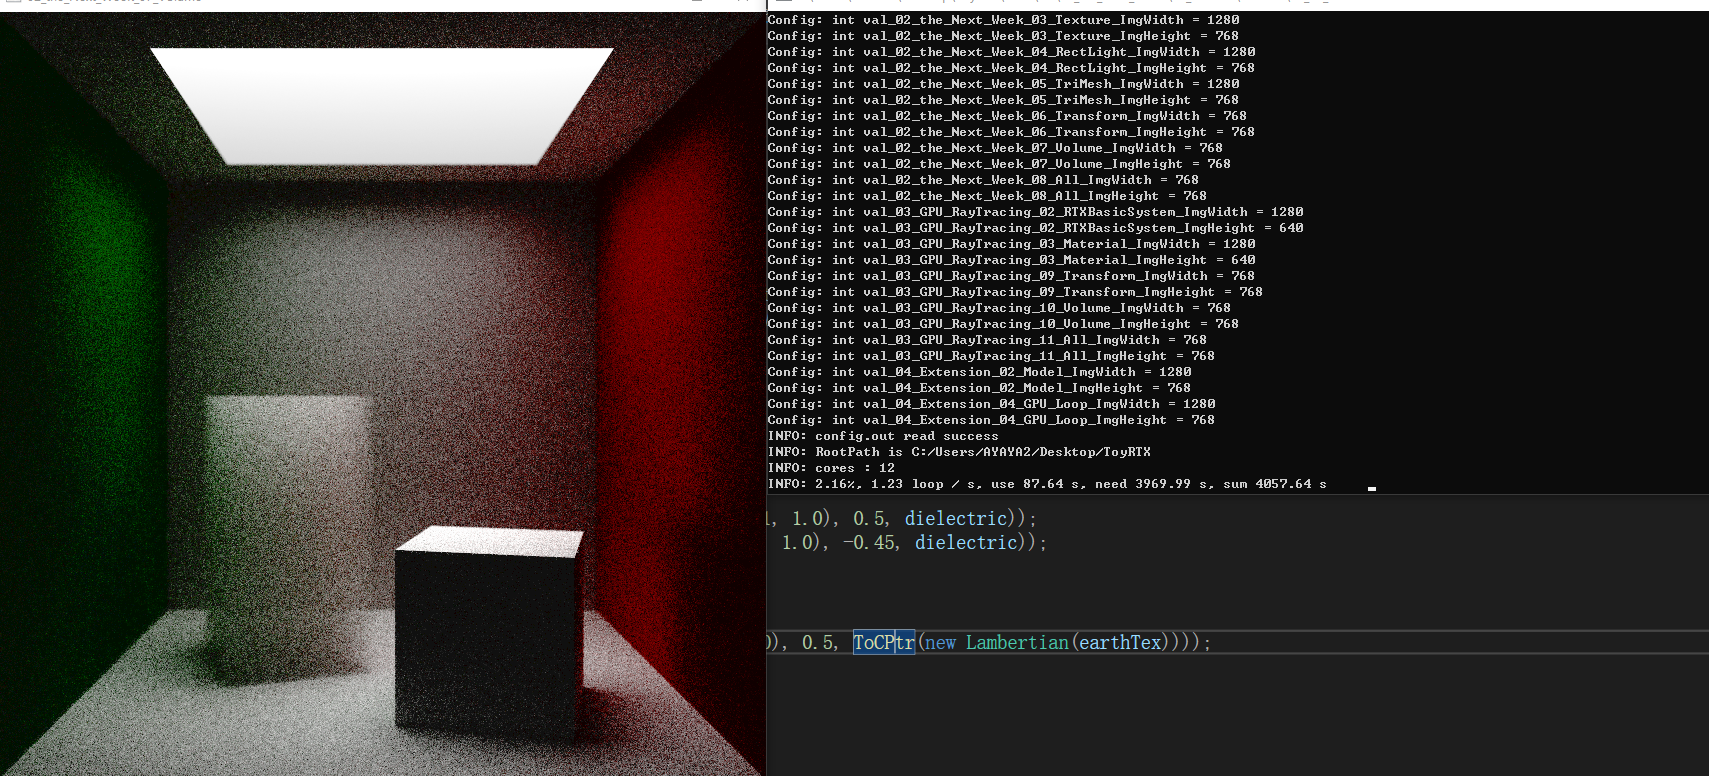 Config: int val_02_the_Next_Week_03_Texture_ImgWidth = 1280
Config: int val_02_the_Next_Week_03_Texture_ImgHeight = 768
Config: int val_02_the_Next_Week_04_RectLight_ImgWidth = 1280
Config: int val_02_the_Next_Week_04_RectLight_ImgHeight = 768
Config: int val_02_the_Next_Week_05_TriMesh_ImgWidth = 1280
Config: int val_02_the_Next_Week_05_TriMesh_ImgHeight = 768
Config: int val_02_the_Next_Week_06_Transform_ImgWidth = 768
Config: int val_02_the_Next_Week_06_Transform_ImgHeight = 768
Config: int val_02_the_Next_Week_07_Volume_ImgWidth = 768
Config: int val_02_the_Next_Week_07_Volume_ImgHeight = 768
Config: int val_02_the_Next_Week_08_All_ImgWidth = 768
Config: int val_02_the_Next_Week_08_All_ImgHeight = 768
Config: int val_03_GPU_RayTracing_02_RTXBasicSystem_ImgWidth = 1280
Config: int val_03_GPU_RayTracing_02_RTXBasicSystem_ImgHeight = 640
Config: int val_03_GPU_RayTracing_03_Material_ImgWidth = 1280
Config: int val_03_GPU_RayTracing_03_Material_ImgHeight = 640
Config: int val_03_GPU_RayTracing_09_Transform_ImgWidth = 768
Config: int val_03_GPU_RayTracing_09_Transform_ImgHeight = 768
Config: int val_03_GPU_RayTracing_10_Volume_ImgWidth = 768
Config: int val_03_GPU_RayTracing_10_Volume_ImgHeight = 768
Config: int val_03_GPU_RayTracing_11_All_ImgWidth = 768
Config: int val_03_GPU_RayTracing_11_All_ImgHeight = 768
Config: int val_04_Extension_02_Model_ImgWidth = 1280
Config: int val_04_Extension_02_Model_ImgHeight = 768
Config: int val_04_Extension_04_GPU_Loop_ImgWidth = 1280
Config: int val_04_Extension_04_GPU_Loop_ImgHeight = 768
INFO: config.out read success
INFO: RootPath is C:/Users/AYAYA2/Desktop/ToyRTX
INFO: cores : 12
INFO: 2.16%, 1.23 loop / s, use 87.64 s, need 3969.99 s, sum 4057.64 s
, 1.0), 0.5, dielectric));
1.0), -0.45, dielectric));
), 0.5, ToCPtr(new Lambertian(earthTex))));